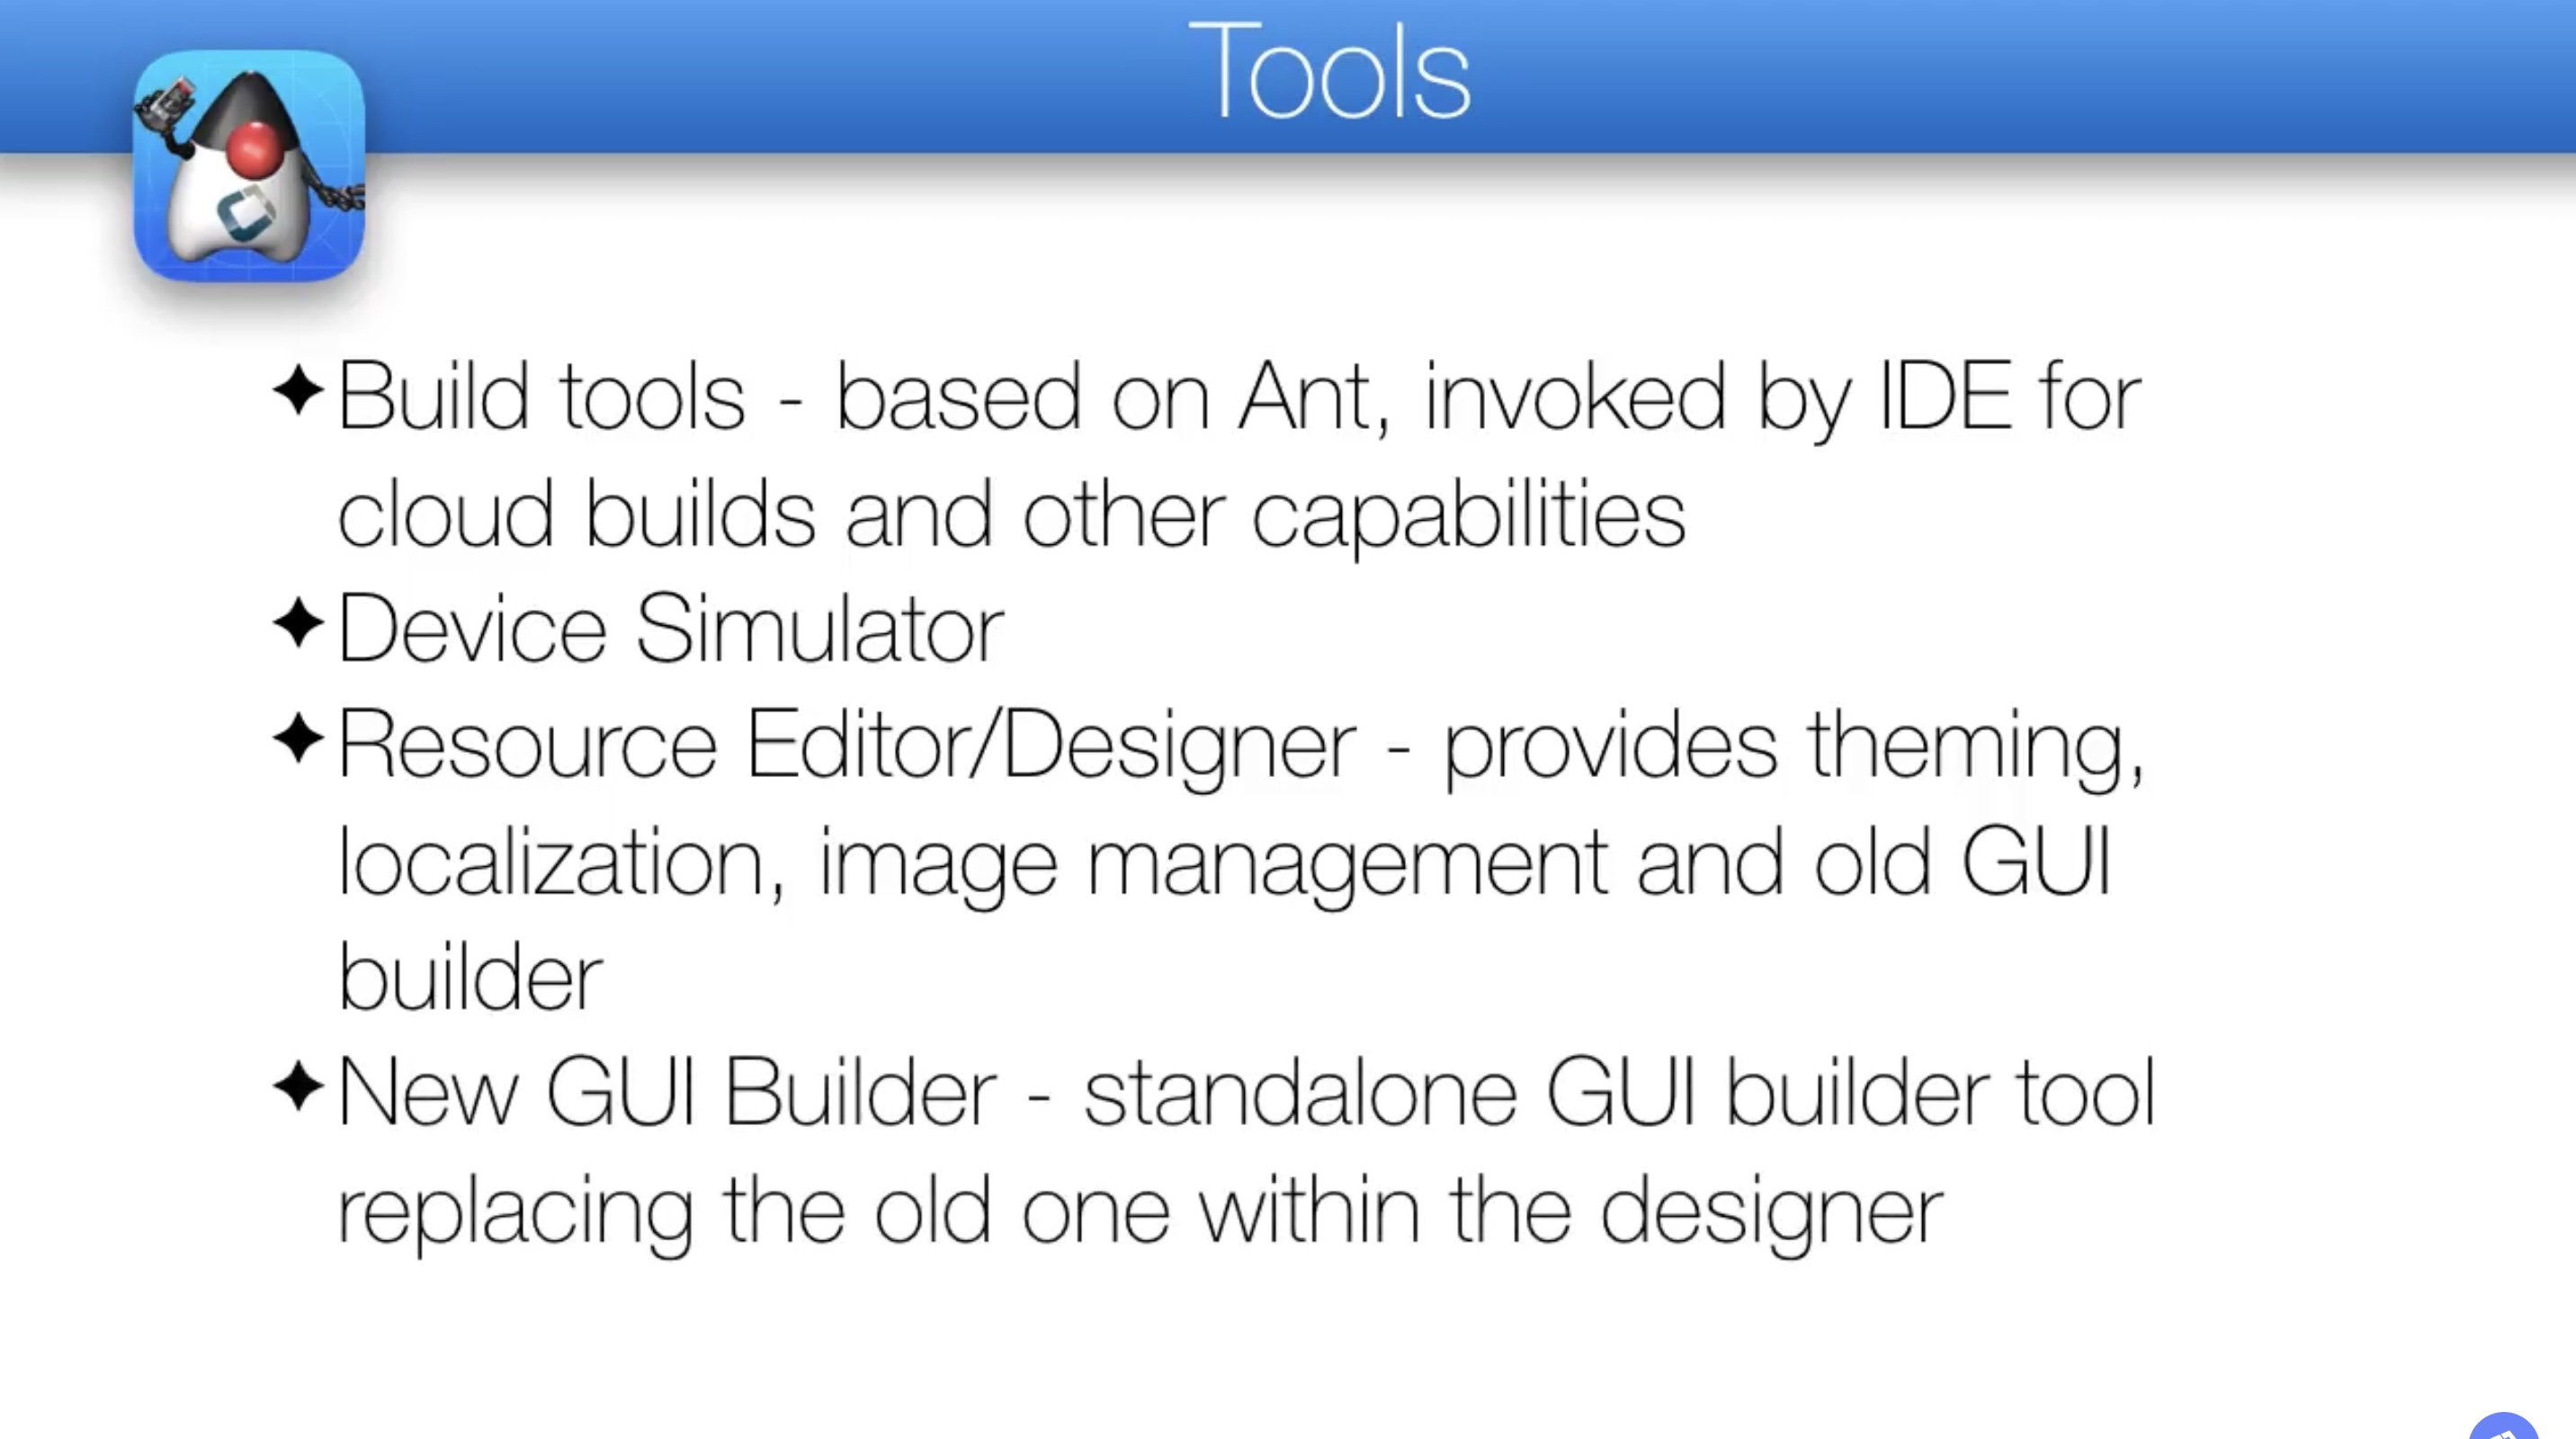 Tools
✦Build tools - based on Ant, invoked by IDE for
cloud builds and other capabilities
✦Device Simulator
✦Resource Editor/Designer - provides theming,
localization, image management and old GUI
builder
✦New GUI Builder - standalone GUI builder tool
replacing the old one within the designer